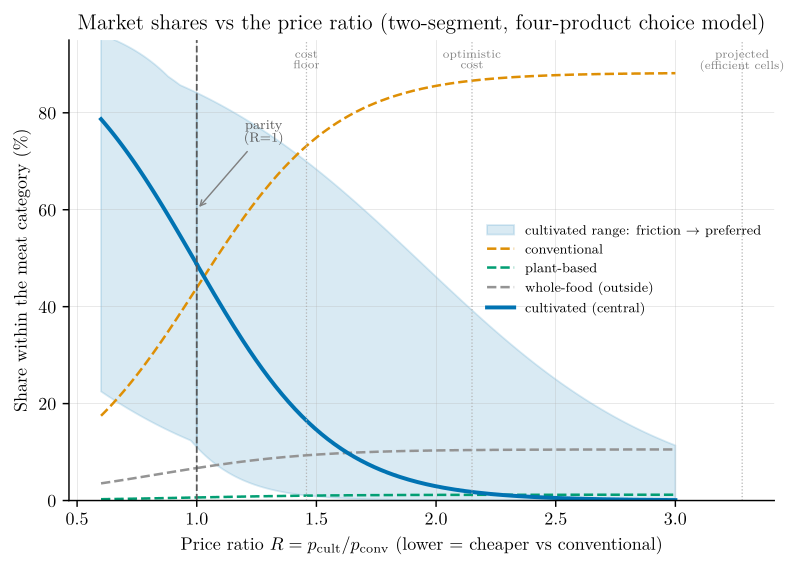 Market shares vs the price ratio (two-segment, four-product choice model)
cost
floor
optimistic
cost
projected
(efficient cells)
parity
(R=1)
Share within the meat category (%)
80
60
40
20
0
cultivated range: friction → preferred
conventional
plant-based
whole-food (outside)
cultivated (central)
0.5 1.0 1.5 2.0 2.5 3.0
Price ratio R = p_cult/p_conv (lower = cheaper vs conventional)